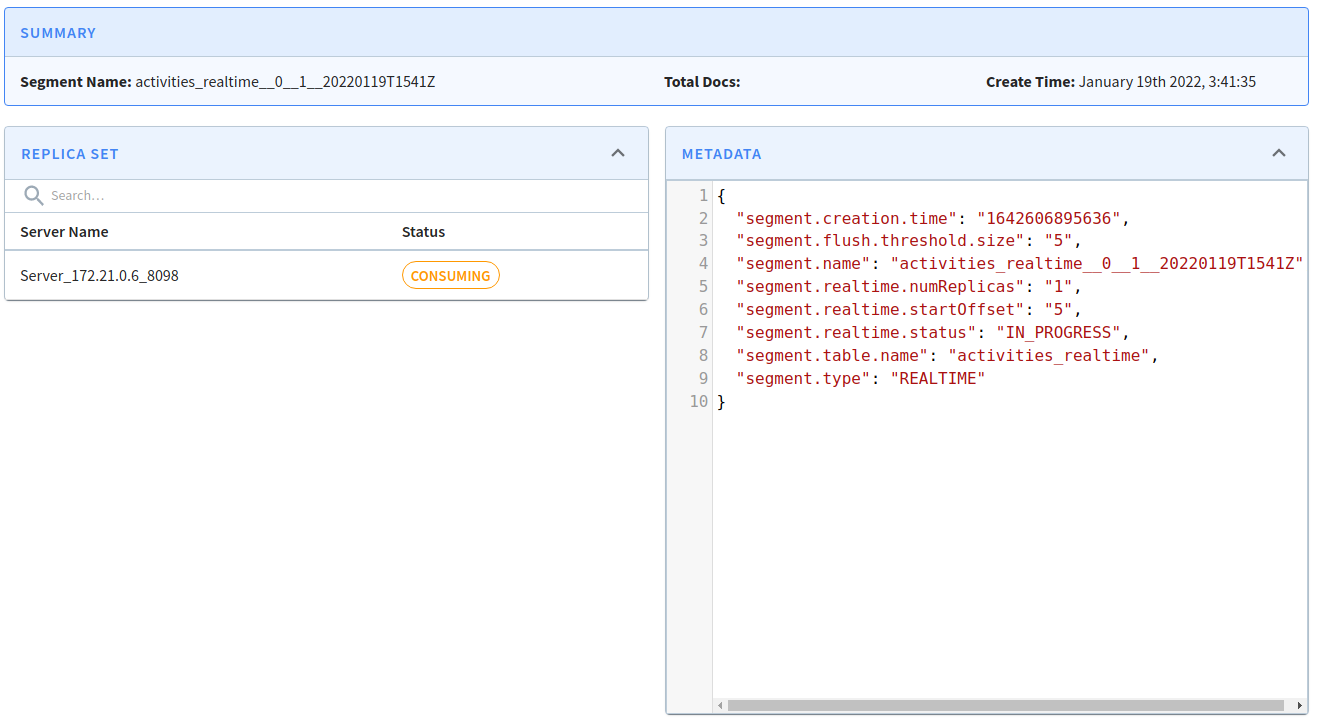 SUMMARY
Segment Name: activities_realtime__0__1__20220119T1541Z Total Docs: Create Time: January 19th 2022, 3:41:35
REPLICA SET
Search...
Server Name Status
Server_172.21.0.6_8098 CONSUMING
METADATA
1 {
2 "segment.creation.time": "1642606895636",
3 "segment.flush.threshold.size": "5",
4 "segment.name": "activities_realtime__0__1__20220119T1541Z"
5 "segment.realtime.numReplicas": "1",
6 "segment.realtime.startOffset": "5",
7 "segment.realtime.status": "IN_PROGRESS",
8 "segment.table.name": "activities_realtime",
9 "segment.type": "REALTIME"
10 }